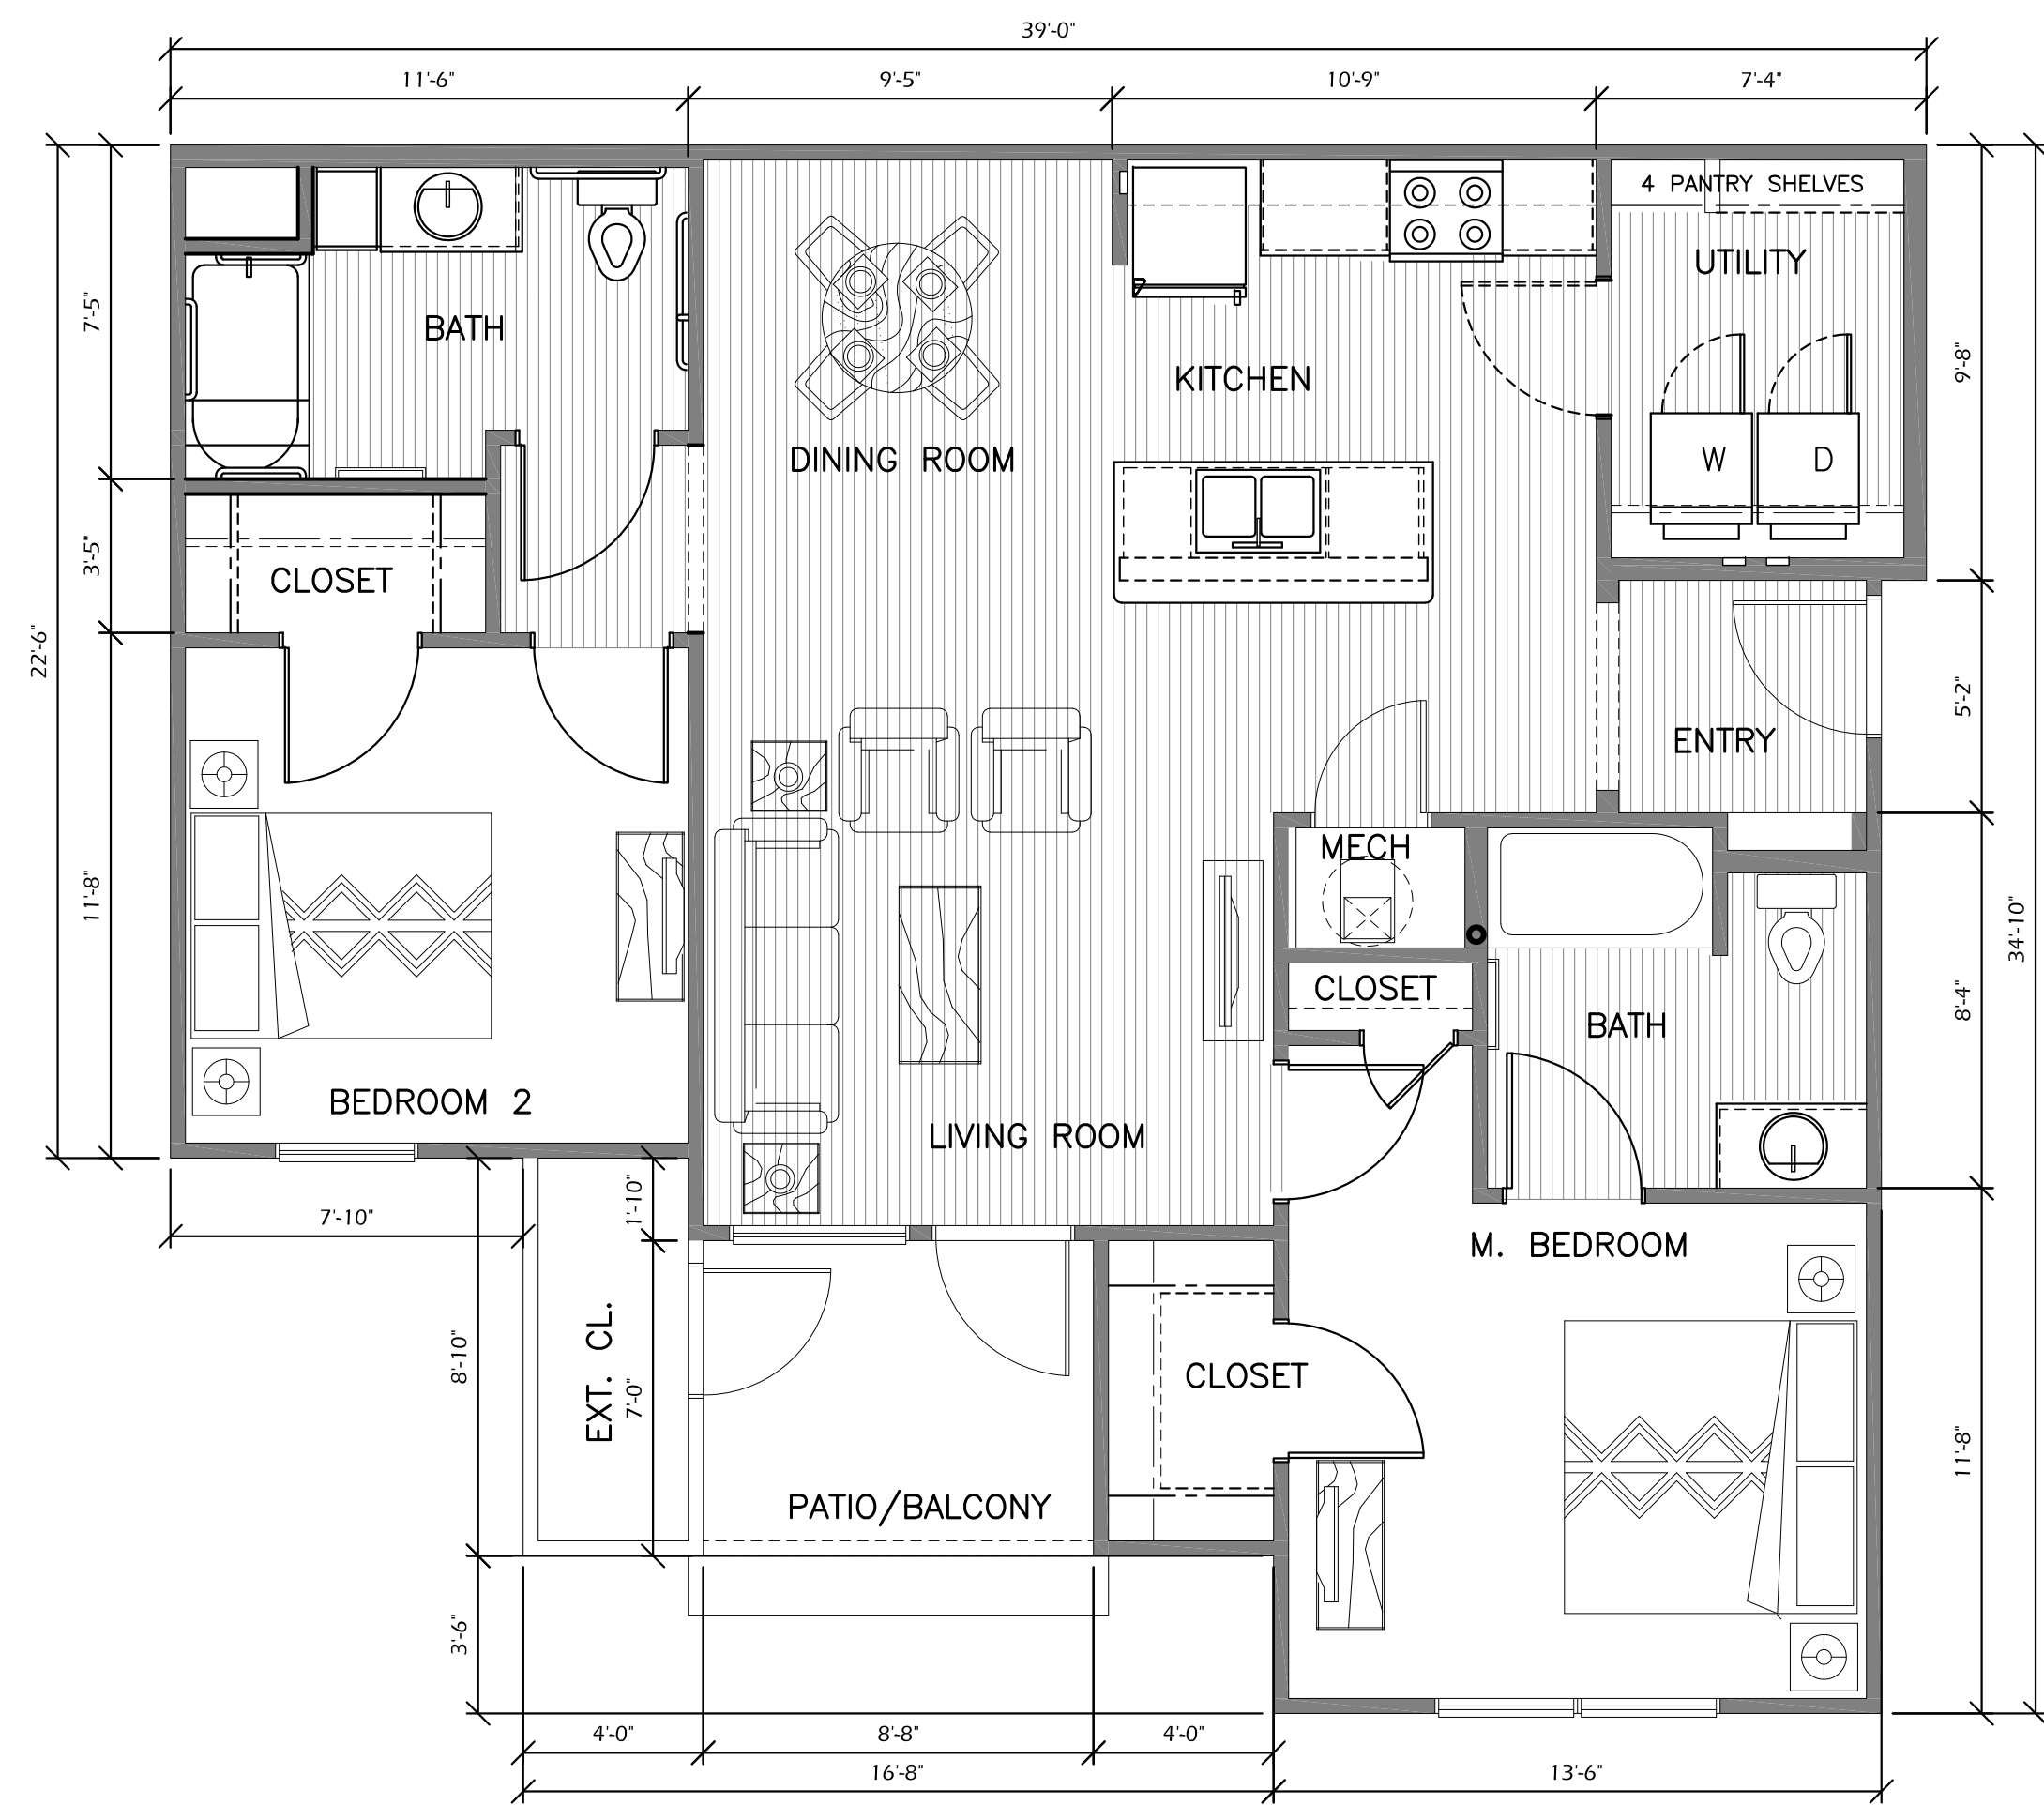 39'-0"
11'-6"
9'-5"
10'-9"
7'-4"
4 PANTRY SHELVES
UTILITY
7'-5"
BATH
9'-8"
KITCHEN
DINING ROOM
W
D
3'-5"
CLOSET
22'-6"
5'-2"
ENTRY
MECH
11'-8"
34'-10"
CLOSET
8'-4"
BATH
BEDROOM 2
LIVING ROOM
1'-10"
7'-10"
M. BEDROOM
8'-10"
EXT. CL.
7'-0"
CLOSET
11'-8"
PATIO/BALCONY
3'-6"
4'-0"
8'-8"
4'-0"
16'-8"
13'-6"